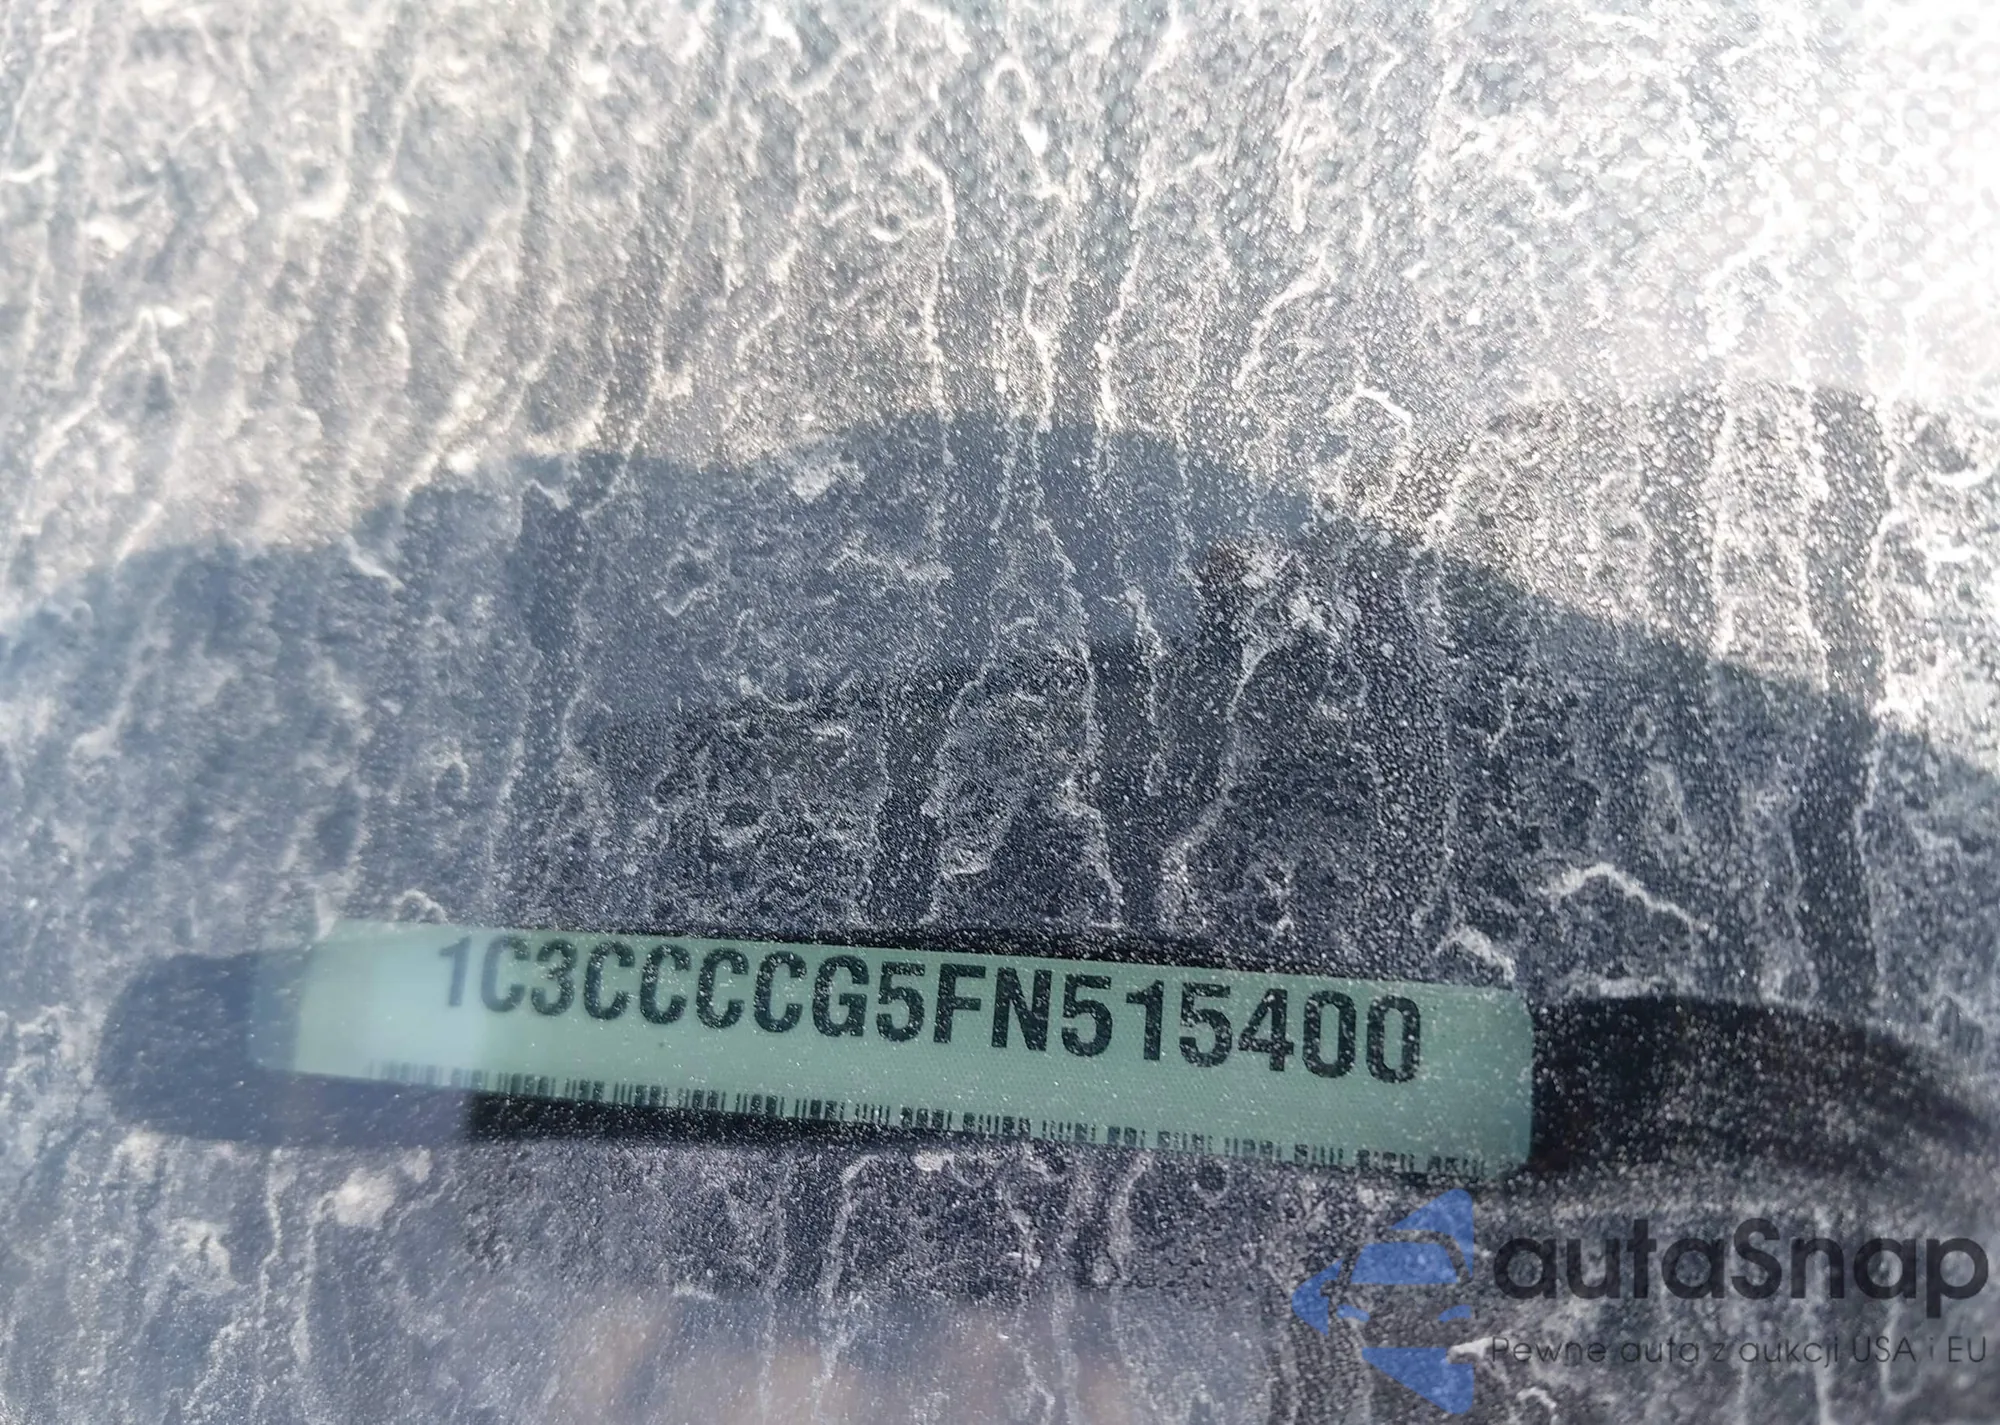 1C3CCCCG5FN515400
autaSnap
Pewne auta z aukcji USA i EU